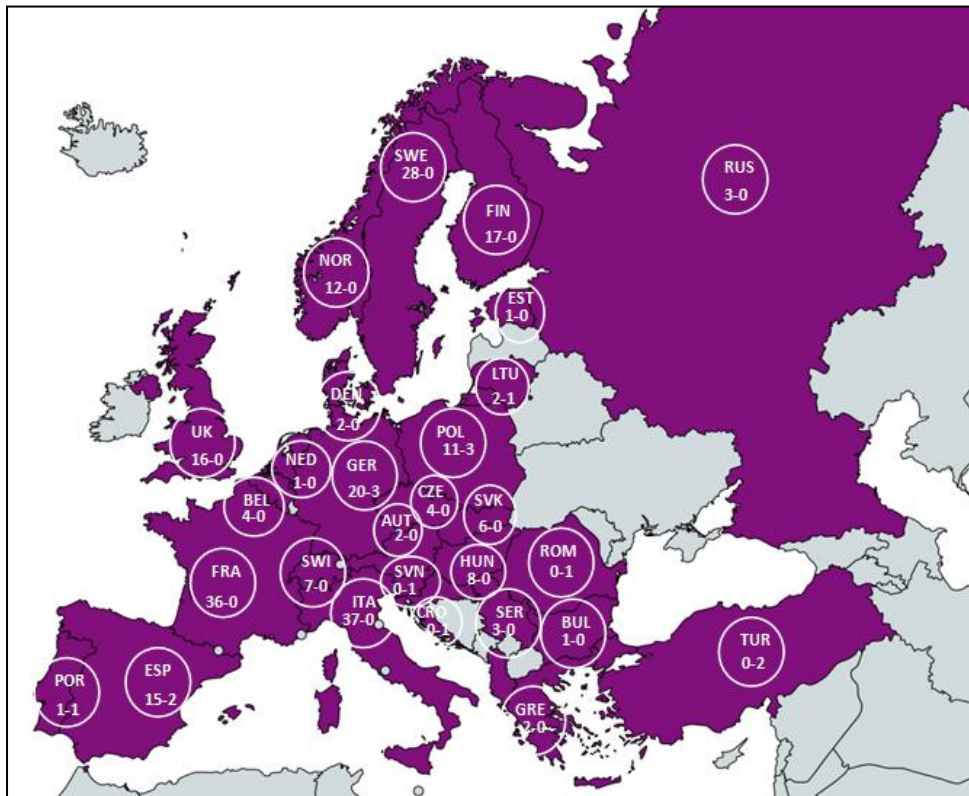 SWE
28-0
RUS
3-0
FIN
17-0
NOR
12-0
EST
1-0
LTU
2-1
DEN
2-0
UK
16-0
POL
11-3
NED
1-0
GER
20-3
BEL
4-0
CZE
4-0
SVK
6-0
AUT
2-0
FRA
36-0
SWI
7-0
SVN
0-1
HUN
8-0
ROM
0-1
ITA
37-0
CRO
0-1
SER
3-0
BUL
1-0
TUR
0-2
POR
1-1
ESP
15-2
GRE
2-0